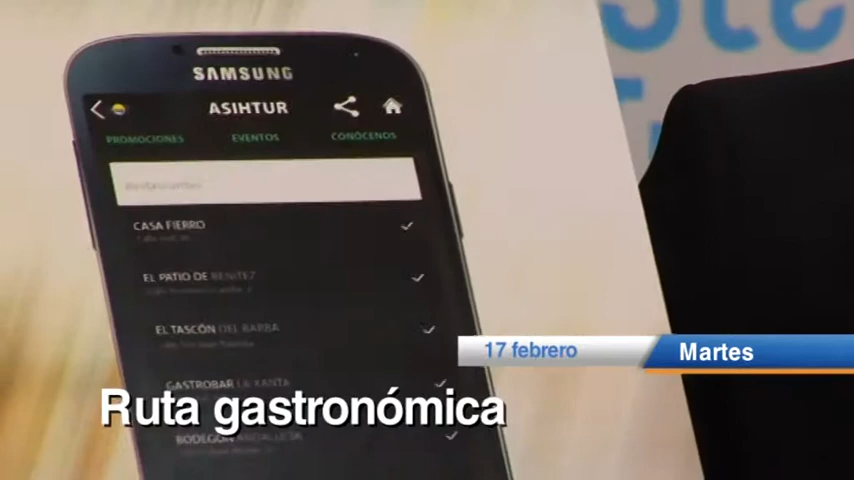 ste
SAMSUNG
ASIHTUR
PROMOCIONES EVENTOS CONÓCENOS
Restaurantes
CASA FIERRO
EL PATIO DE BENITEZ
EL TASCÓN DEL BARBA
GASTROBAR LA XANTA
BODEGÓN
17 febrero Martes
Ruta gastronómica